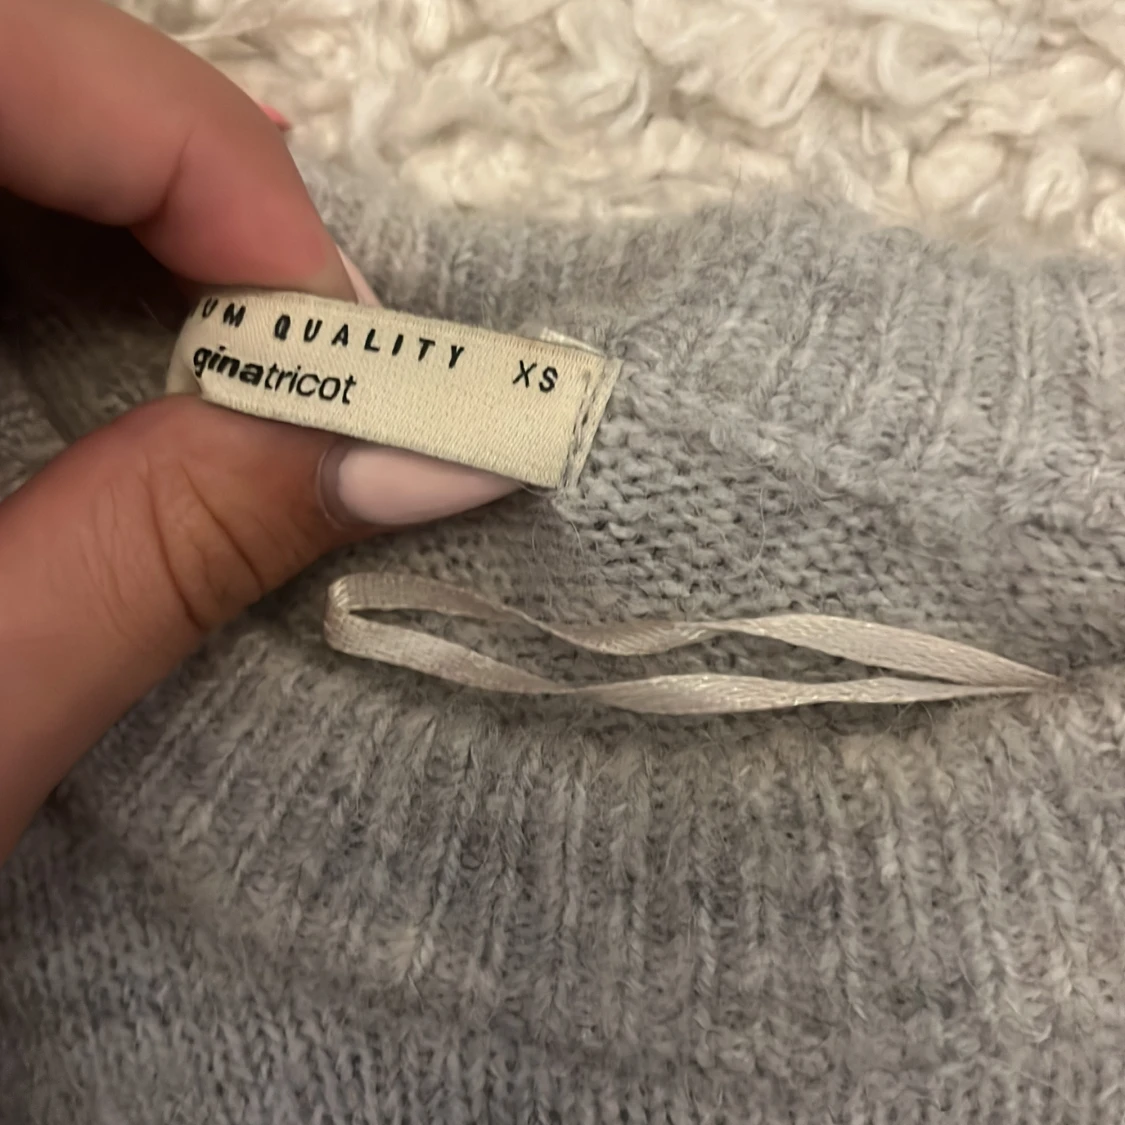 UM QUALITY XS
ginatricot